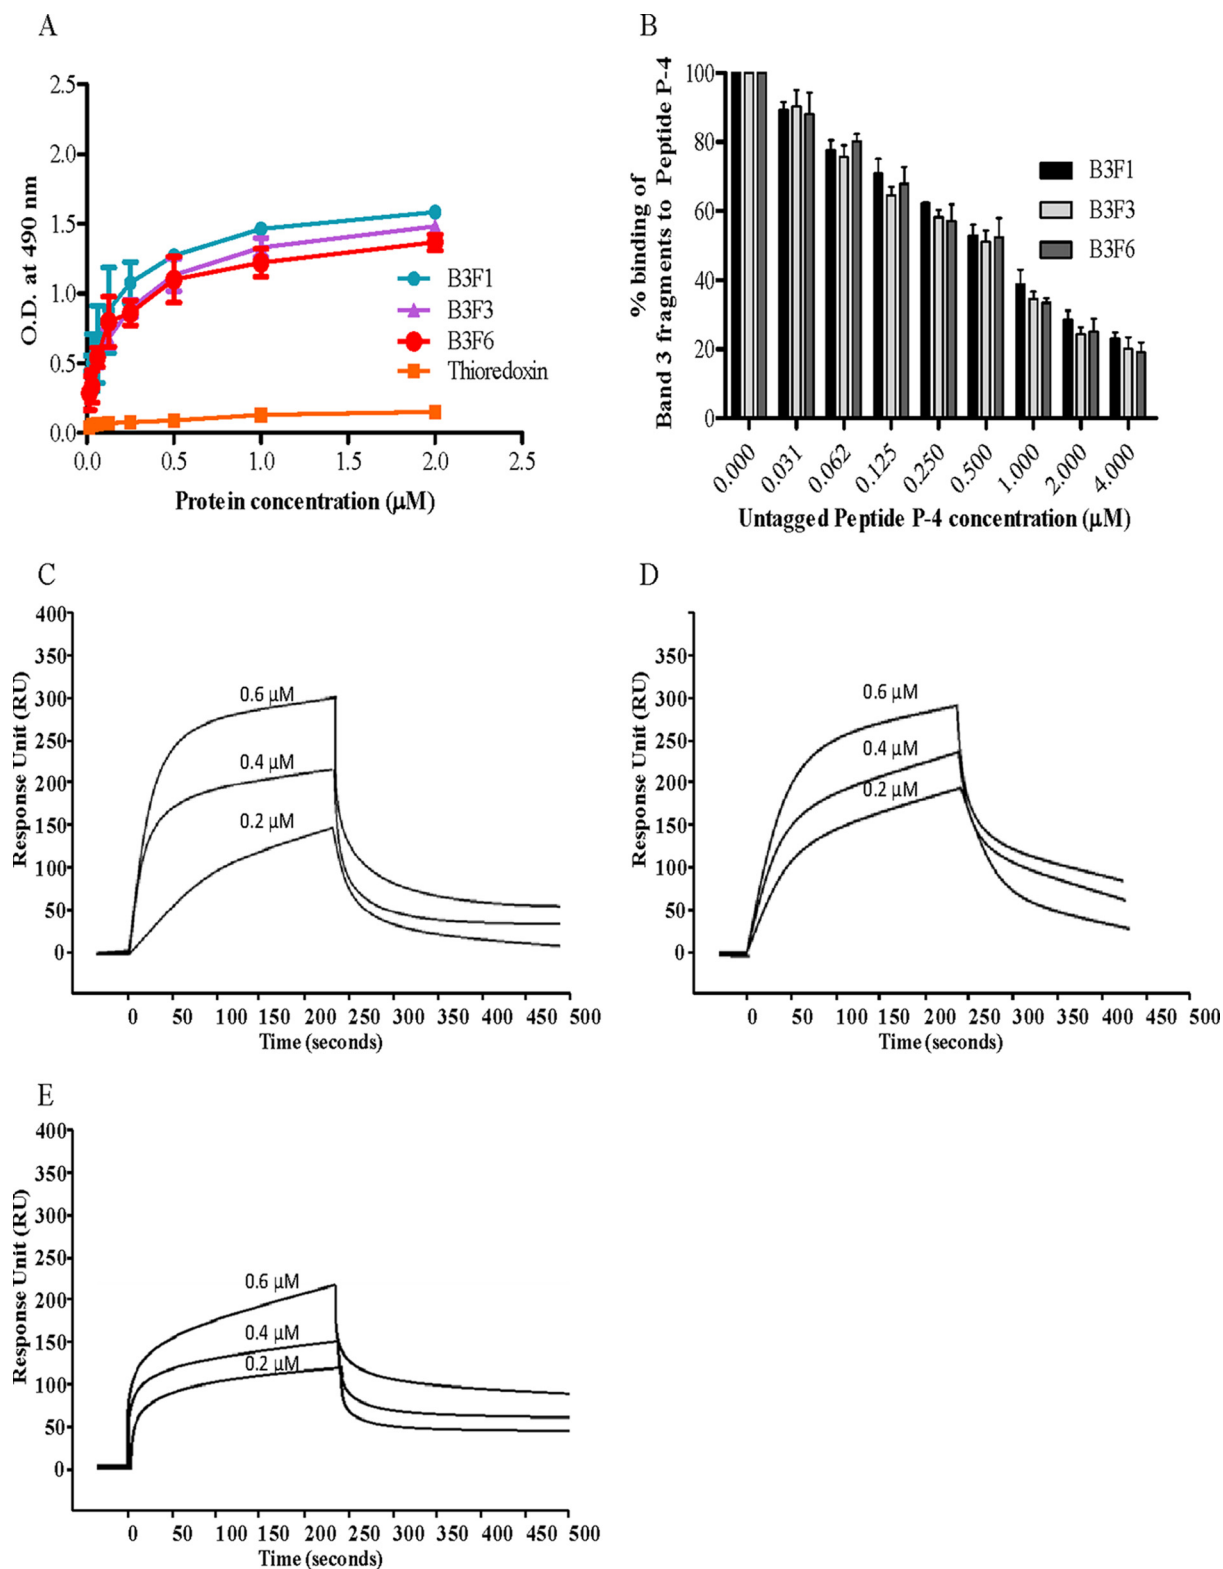 A
2.5
2.0
1.5
1.0
0.5
0.0
O.D. at 490 nm
B3F1
B3F3
B3F6
Thioredoxin
0.0 0.5 1.0 1.5 2.0 2.5
Protein concentration (μM)
B
100
80
60
40
20
0
% binding of
Band 3 fragments to Peptide P-4
B3F1
B3F3
B3F6
0.000 0.031 0.062 0.125 0.250 0.500 1.000 2.000 4.000
Untagged Peptide P-4 concentration (μM)
C
400
350
300
250
200
150
100
50
0
Response Unit (RU)
0.6 μM
0.4 μM
0.2 μM
0 50 100 150 200 250 300 350 400 450 500
Time (seconds)
D
400
350
300
250
200
150
100
50
0
Response Unit (RU)
0.6 μM
0.4 μM
0.2 μM
0 50 100 150 200 250 300 350 400 450 500
Time (seconds)
E
400
350
300
250
200
150
100
50
0
Response Unit (RU)
0.6 μM
0.4 μM
0.2 μM
0 50 100 150 200 230 300 350 400 450 500
Time (seconds)